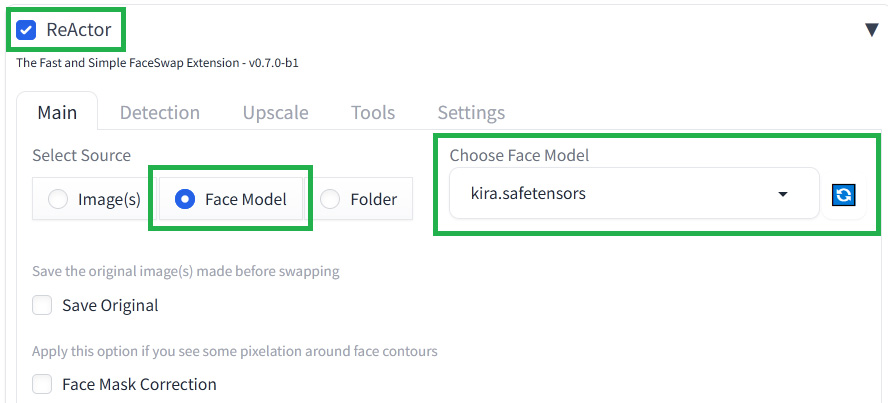 ReActor
The Fast and Simple FaceSwap Extension - v0.7.0-b1
Main Detection Upscale Tools Settings
Select Source
Image(s) Face Model Folder
Choose Face Model
kira.safetensors
Save the original image(s) made before swapping
Save Original
Apply this option if you see some pixelation around face contours
Face Mask Correction